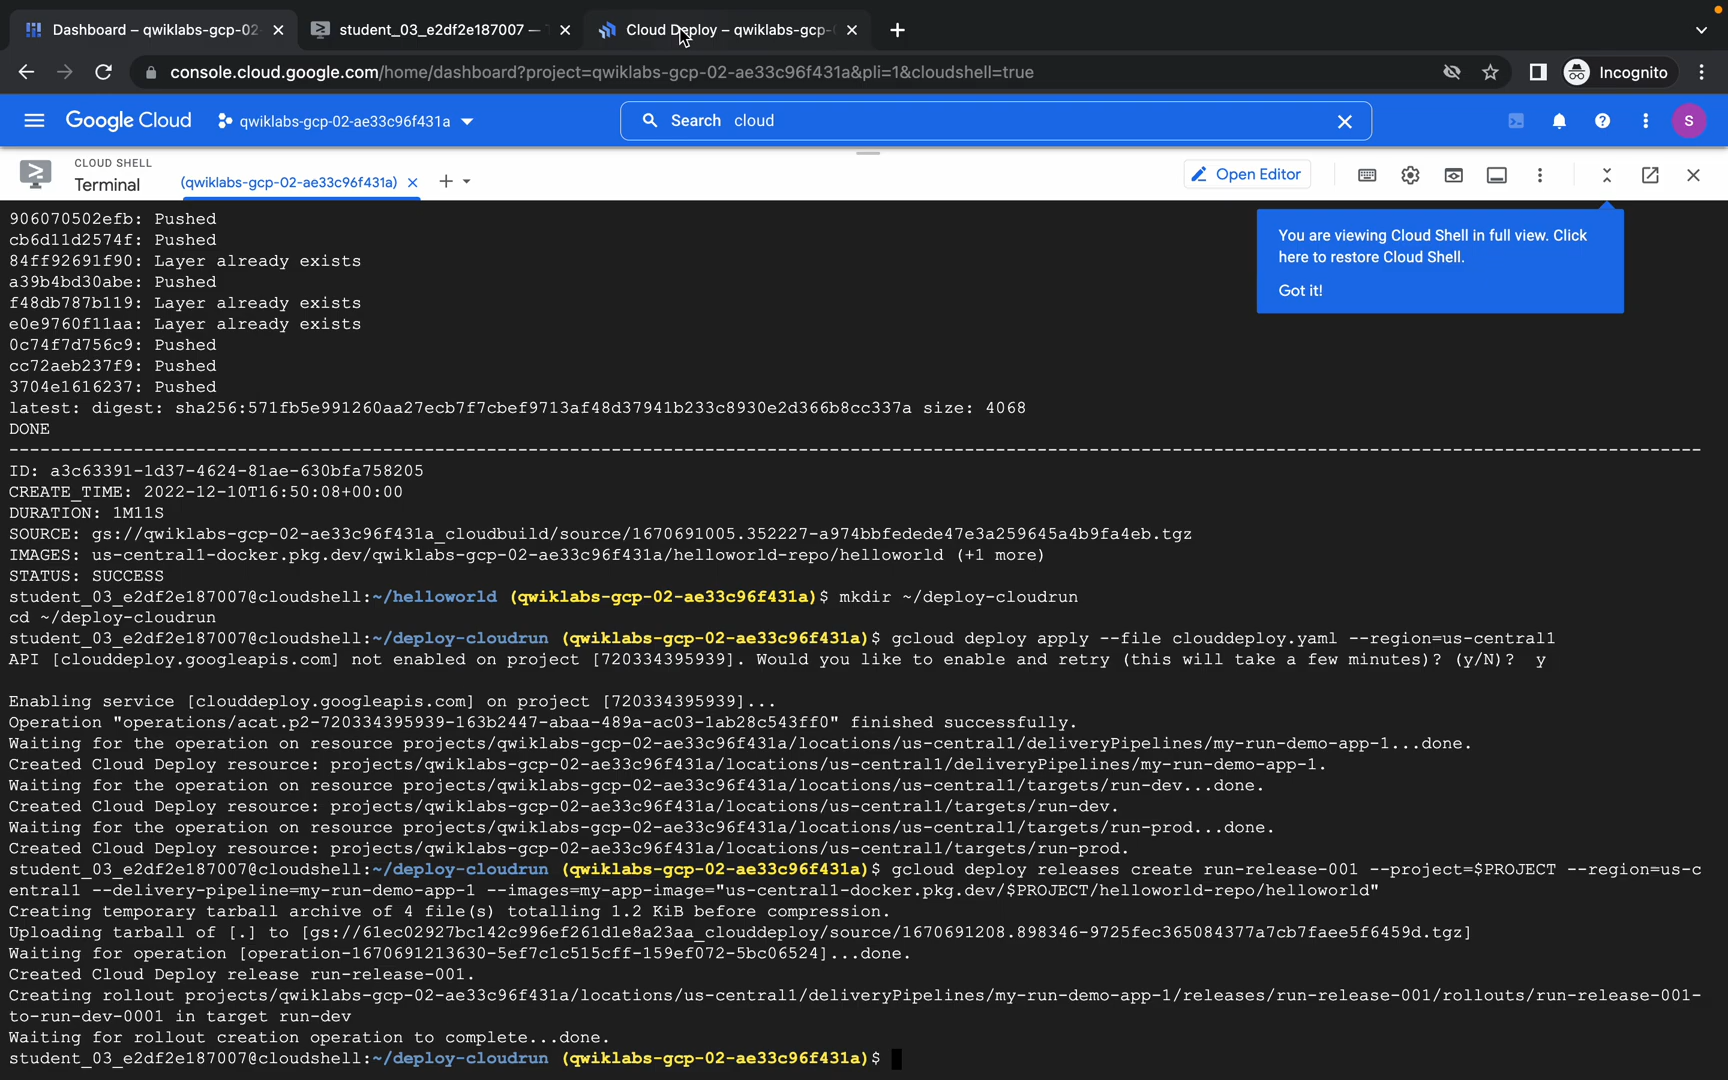 Dashboard – qwiklabs-gcp-02
student_03_e2df2e187007 —
Cloud Deploy – qwiklabs-gcp-
console.cloud.google.com/home/dashboard?project=qwiklabs-gcp-02-ae33c96f431a&pli=1&cloudshell=true
Incognito
Google Cloud
qwiklabs-gcp-02-ae33c96f431a
Search cloud
S
CLOUD SHELL
Terminal
(qwiklabs-gcp-02-ae33c96f431a)
Open Editor
You are viewing Cloud Shell in full view. Click
here to restore Cloud Shell.
Got it!
906070502efb: Pushed
cb6d11d2574f: Pushed
84ff92691f90: Layer already exists
a39b4bd30abe: Pushed
f48db787b119: Layer already exists
e0e9760f11aa: Layer already exists
0c74f7d756c9: Pushed
cc72aeb237f9: Pushed
3704e1616237: Pushed
latest: digest: sha256:571fb5e991260aa27ecb7f7cbef9713af48d37941b233c8930e2d366b8cc337a size: 4068
DONE
ID: a3c63391-1d37-4624-81ae-630bfa758205
CREATE_TIME: 2022-12-10T16:50:08+00:00
DURATION: 1M11S
SOURCE: gs://qwiklabs-gcp-02-ae33c96f431a_cloudbuild/source/1670691005.352227-a974bbfedede47e3a259645a4b9fa4eb.tgz
IMAGES: us-central1-docker.pkg.dev/qwiklabs-gcp-02-ae33c96f431a/helloworld-repo/helloworld (+1 more)
STATUS: SUCCESS
student_03_e2df2e187007@cloudshell:~/helloworld (qwiklabs-gcp-02-ae33c96f431a)$ mkdir ~/deploy-cloudrun
cd ~/deploy-cloudrun
student_03_e2df2e187007@cloudshell:~/deploy-cloudrun (qwiklabs-gcp-02-ae33c96f431a)$ gcloud deploy apply --file clouddeploy.yaml --region=us-central1
API [clouddeploy.googleapis.com] not enabled on project [720334395939]. Would you like to enable and retry (this will take a few minutes)? (y/N)?  y
Enabling service [clouddeploy.googleapis.com] on project [720334395939]...
Operation "operations/acat.p2-720334395939-163b2447-abaa-489a-ac03-1ab28c543ff0" finished successfully.
Waiting for the operation on resource projects/qwiklabs-gcp-02-ae33c96f431a/locations/us-central1/deliveryPipelines/my-run-demo-app-1...done.
Created Cloud Deploy resource: projects/qwiklabs-gcp-02-ae33c96f431a/locations/us-central1/deliveryPipelines/my-run-demo-app-1.
Waiting for the operation on resource projects/qwiklabs-gcp-02-ae33c96f431a/locations/us-central1/targets/run-dev...done.
Created Cloud Deploy resource: projects/qwiklabs-gcp-02-ae33c96f431a/locations/us-central1/targets/run-dev.
Waiting for the operation on resource projects/qwiklabs-gcp-02-ae33c96f431a/locations/us-central1/targets/run-prod...done.
Created Cloud Deploy resource: projects/qwiklabs-gcp-02-ae33c96f431a/locations/us-central1/targets/run-prod.
student_03_e2df2e187007@cloudshell:~/deploy-cloudrun (qwiklabs-gcp-02-ae33c96f431a)$ gcloud deploy releases create run-release-001 --project=$PROJECT --region=us-c
entral1 --delivery-pipeline=my-run-demo-app-1 --images=my-app-image="us-central1-docker.pkg.dev/$PROJECT/helloworld-repo/helloworld"
Creating temporary tarball archive of 4 file(s) totalling 1.2 KiB before compression.
Uploading tarball of [.] to [gs://61ec02927bc142c996ef261d1e8a23aa_clouddeploy/source/1670691208.898346-9725fec365084377a7cb7faee5f6459d.tgz]
Waiting for operation [operation-1670691213630-5ef7c1c515cff-159ef072-5bc06524]...done.
Created Cloud Deploy release run-release-001.
Creating rollout projects/qwiklabs-gcp-02-ae33c96f431a/locations/us-central1/deliveryPipelines/my-run-demo-app-1/releases/run-release-001/rollouts/run-release-001-
to-run-dev-0001 in target run-dev
Waiting for rollout creation operation to complete...done.
student_03_e2df2e187007@cloudshell:~/deploy-cloudrun (qwiklabs-gcp-02-ae33c96f431a)$